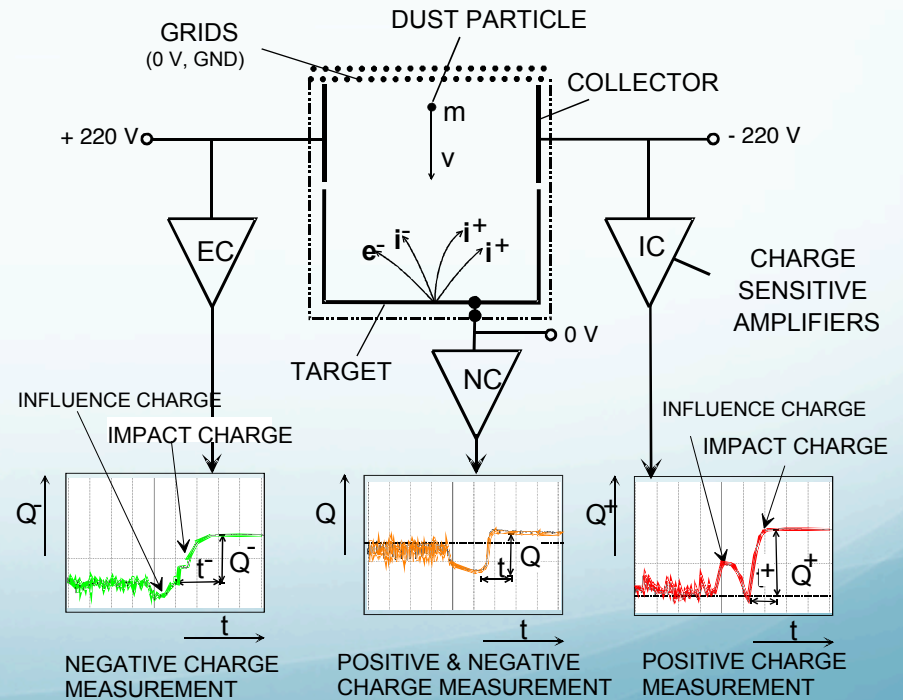 DUST PARTICLE
GRIDS
(0 V, GND)
COLLECTOR
m
+ 220 V
- 220 V
v
EC
e- i- i+ i+
IC
CHARGE
SENSITIVE
AMPLIFIERS
0 V
TARGET
NC
INFLUENCE CHARGE
IMPACT CHARGE
INFLUENCE CHARGE
IMPACT CHARGE
Q-
t-
Q-
t
Q
t
Q
t
Q+
t+
Q+
t
NEGATIVE CHARGE
MEASUREMENT
POSITIVE & NEGATIVE
CHARGE MEASUREMENT
POSITIVE CHARGE
MEASUREMENT